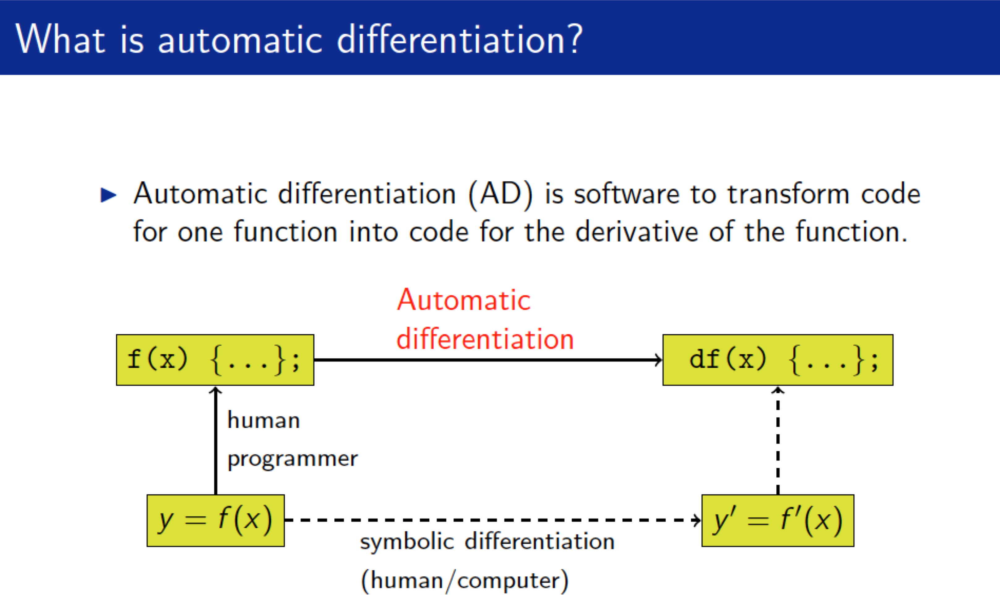 What is automatic differentiation?
Automatic differentiation (AD) is software to transform code
for one function into code for the derivative of the function.
Automatic
differentiation
f(x) {...};
df(x) {...};
human
programmer
y = f(x)
y′ = f′(x)
symbolic differentiation
(human/computer)